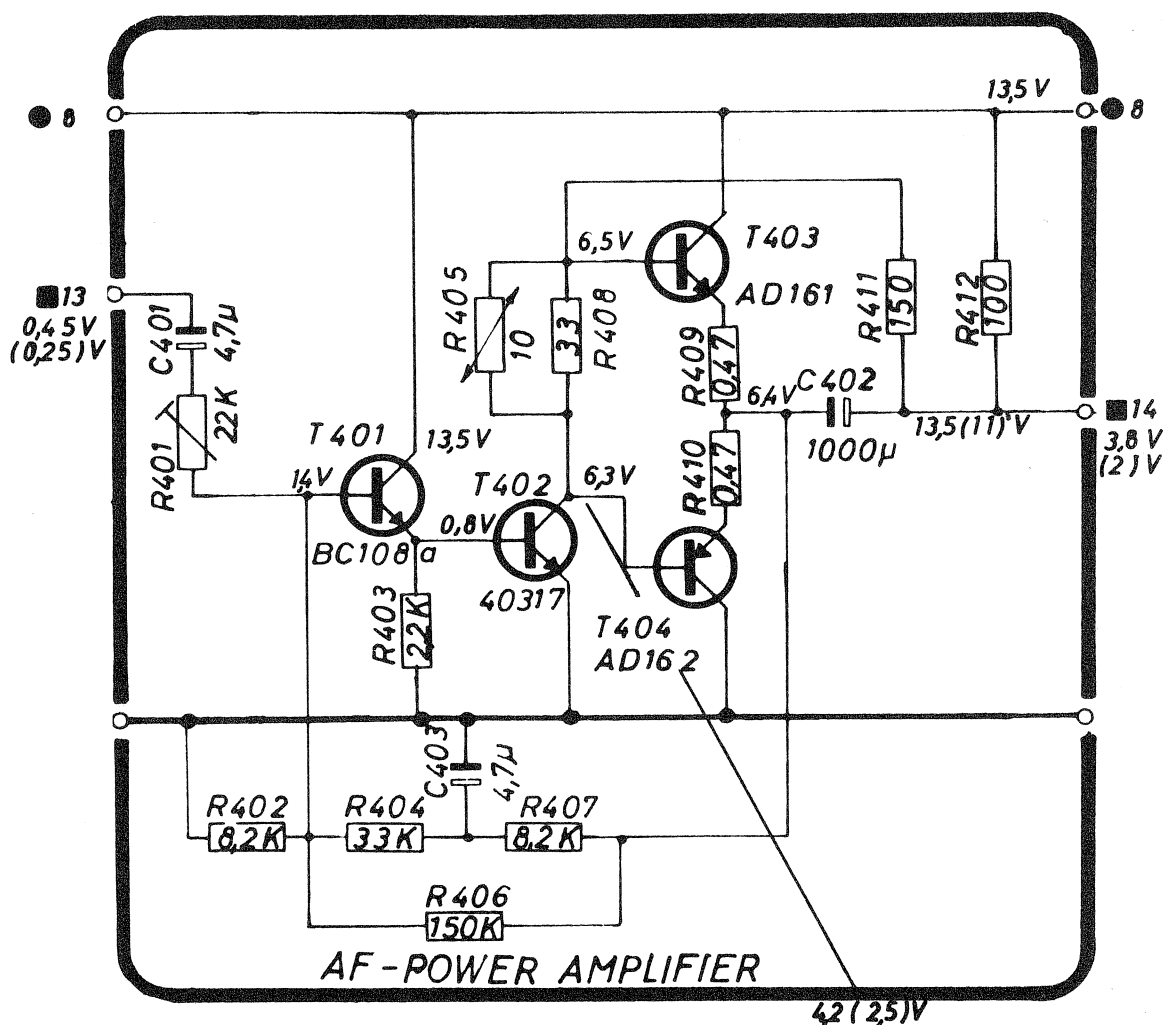 13,5 V
8
8
6,5V
T403
AD161
R405
10
33
R408
R411
150
R412
100
13
0,45V
(0,25)V
C401
4,7µ
R401
22K
R409
0,47
6,4V
C402
1000µ
13,5(11) V
14
3,8 V
(2) V
T401
13,5V
1,4V
BC108a
T402
0,8V
6,3V
40317
R410
0,47
R403
2,2K
T404
AD162
C403
4,7µ
R402
8,2K
R404
33K
R407
8,2K
R406
150K
AF-POWER AMPLIFIER
4,2 (2,5)V